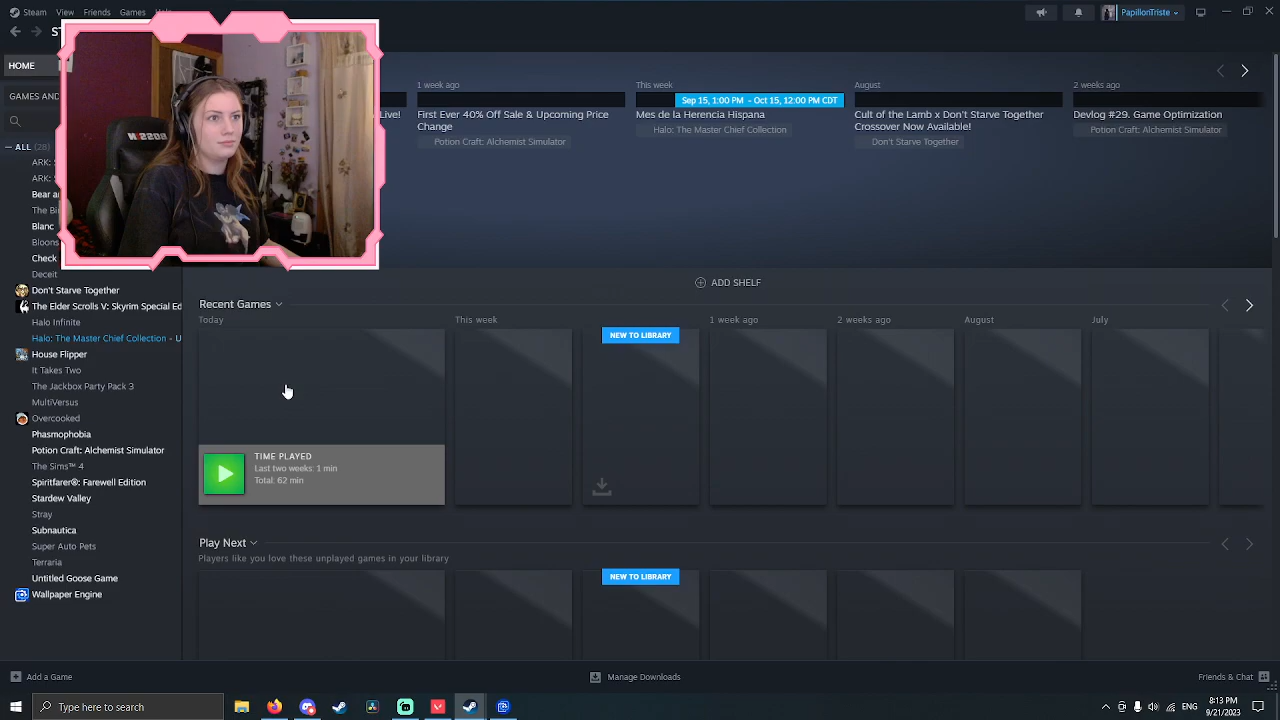 Steam View Friends Games Help
PapillonTriste
HOME
GAMES AND
ALL (28)
ARK: S
ARK: S
Bear ar
The Bir
Blanc
Bloons
Check
Deceit
Don't Starve Together
The Elder Scrolls V: Skyrim Special Ed
Halo Infinite
Halo: The Master Chief Collection - U
House Flipper
It Takes Two
The Jackbox Party Pack 3
MultiVersus
Overcooked
Phasmophobia
Potion Craft: Alchemist Simulator
The Sims™ 4
Spiritfarer®: Farewell Edition
Stardew Valley
Stray
Subnautica
Super Auto Pets
Terraria
Untitled Goose Game
Wallpaper Engine
Live!
1 week ago
First Ever 40% Off Sale & Upcoming Price
Change
Potion Craft: Alchemist Simulator
This week
Sep 15, 1:00 PM - Oct 15, 12:00 PM CDT
Mes de la Herencia Hispana
Halo: The Master Chief Collection
August
Cult of the Lamb x Don't Starve Together
Crossover Now Available!
Don't Starve Together
2 weeks ago
Devlog #29. Game Optimization
Potion Craft: Alchemist Simulator
ADD SHELF
Recent Games
Today
This week
1 week ago
2 weeks ago
August
July
NEW TO LIBRARY
TIME PLAYED
Last two weeks: 1 min
Total: 62 min
Play Next
Players like you love these unplayed games in your library
NEW TO LIBRARY
Add a Game
Manage Downloads
Friends & Chat
Type here to search
8:13 PM
9/21/2023